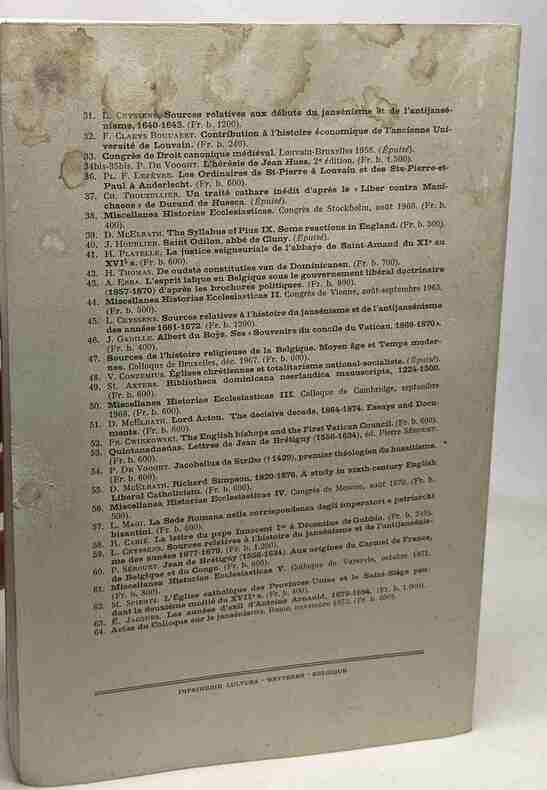 31. L. CEYSSENS. Sources relatives aux débuts du jansénisme et de l'antijansé-
nisme, 1640-1643. (Fr. b. 1200).
32. F. CLAEYS BOUUAERT. Contribution à l'histoire économique de l'ancienne Uni-
versité de Louvain. (Fr. b. 240).
33. Congrès de Droit canonique médiéval. Louvain-Bruxelles 1958. (Épuisé).
34bis-35bis. P. DE VOOGHT. L'hérésie de Jean Huss, 2e édition. (Fr. b. 1.500).
36. PL. F. LEFÈVRE. Les Ordinaires de St-Pierre à Louvain et des Sts-Pierre-et-
Paul à Anderlecht. (Fr. b. 600).
37. CH. THOUZELLIER. Un traité cathare inédit d'après le « Liber contra Mani-
chaeos » de Durand de Huesca. (Épuisé).
38. Miscellanea Historiae Ecclesiasticae. Congrès de Stockholm, août 1960. (Fr. b.
400).
39. D. MCELRATH. The Syllabus of Pius IX. Some reactions in England. (Fr. b. 500).
40. J. HOURLIER. Saint Odilon, abbé de Cluny. (Épuisé).
41. H. PLATELLE. La justice seigneuriale de l'abbaye de Saint-Amand du XIe au
XVIe s. (Fr. b. 600).
42. H. THOMAS. De oudste constituties van de Dominicanen. (Fr. b. 700).
43. A. ERBA. L'esprit laïque en Belgique sous le gouvernement libéral doctrinaire
(1857-1870) d'après les brochures politiques. (Fr. b. 900).
44. Miscellanea Historiae Ecclesiasticae II. Congrès de Vienne, août-septembre 1965.
(Fr. b. 500).
45. L. CEYSSENS. Sources relatives à l'histoire du jansénisme et de l'antijansénisme
des années 1661-1672. (Fr. b. 1200).
46. J. GADILLE. Albert du Boÿs. Ses « Souvenirs du concile du Vatican, 1869-1870 ».
(Fr. b. 400).
47. Sources de l'histoire religieuse de la Belgique. Moyen âge et Temps moder-
nes. Colloque de Bruxelles, déc. 1967. (Fr. b. 600).
48. V. CONZEMIUS. Églises chrétiennes et totalitarisme national-socialiste. (Épuisé).
49. ST. AXTERS. Bibliotheca dominicana neerlandica manuscripta, 1224-1500.
(Fr. b. 600).
50. Miscellanea Historiae Ecclesiasticae III. Colloque de Cambridge, septembre
1968. (Fr. b. 600).
51. D. MCELRATH. Lord Acton. The decisive decade, 1864-1874. Essays and Docu-
ments. (Fr. b. 600).
52. FR. CWIEKOWSKI. The English bishops and the First Vatican Council. (Fr. b. 600).
53. Quintanadueñas. Lettres de Jean de Brétigny (1556-1634), éd. Pierre SÉROUET.
(Fr. b. 600).
54. P. DE VOOGHT. Jacobellus de Stříbro († 1429), premier théologien du hussitisme.
(Fr. b. 600).
55. D. MCELRATH. Richard Simpson, 1820-1876. A study in sixth-century English
Liberal Catholicism. (Fr. b. 600).
56. Miscellanea Historiae Ecclesiasticae IV. Congrès de Moscou, août 1970. (Fr. b.
500).
57. L. MAGI. La Sede Romana nella corrispondenza degli imperatori e patriarchi
bizantini. (Fr. b. 600).
58. R. CABIÉ. La lettre du pape Innocent Ier à Décentius de Gubbio. (Fr. b. 240).
59. L. CEYSSENS. Sources relatives à l'histoire du jansénisme et de l'antijansénis-
me des années 1677-1679. (Fr. b. 1.200).
60. P. SÉROUET. Jean de Brétigny (1556-1634). Aux origines du Carmel de France,
de Belgique et du Congo. (Fr. b. 800).
61. Miscellanea Historiae Ecclesiasticae V. Colloque de Varsovie, octobre 1971.
(Fr. b. 800).
62. M. SPIERTZ. L'Église catholique des Provinces Unies et le Saint-Siège pen-
dant la deuxième moitié du XVIIe s. (Fr. b. 400).
63. É. JACQUES. Les années d'exil d'Antoine Arnauld, 1679-1694. (Fr. b. 1.000).
64. Actes du Colloque sur le jansénisme. Rome, novembre 1973. (Fr. b. 400).
IMPRIMERIE CULTURA - WETTEREN - BELGIQUE